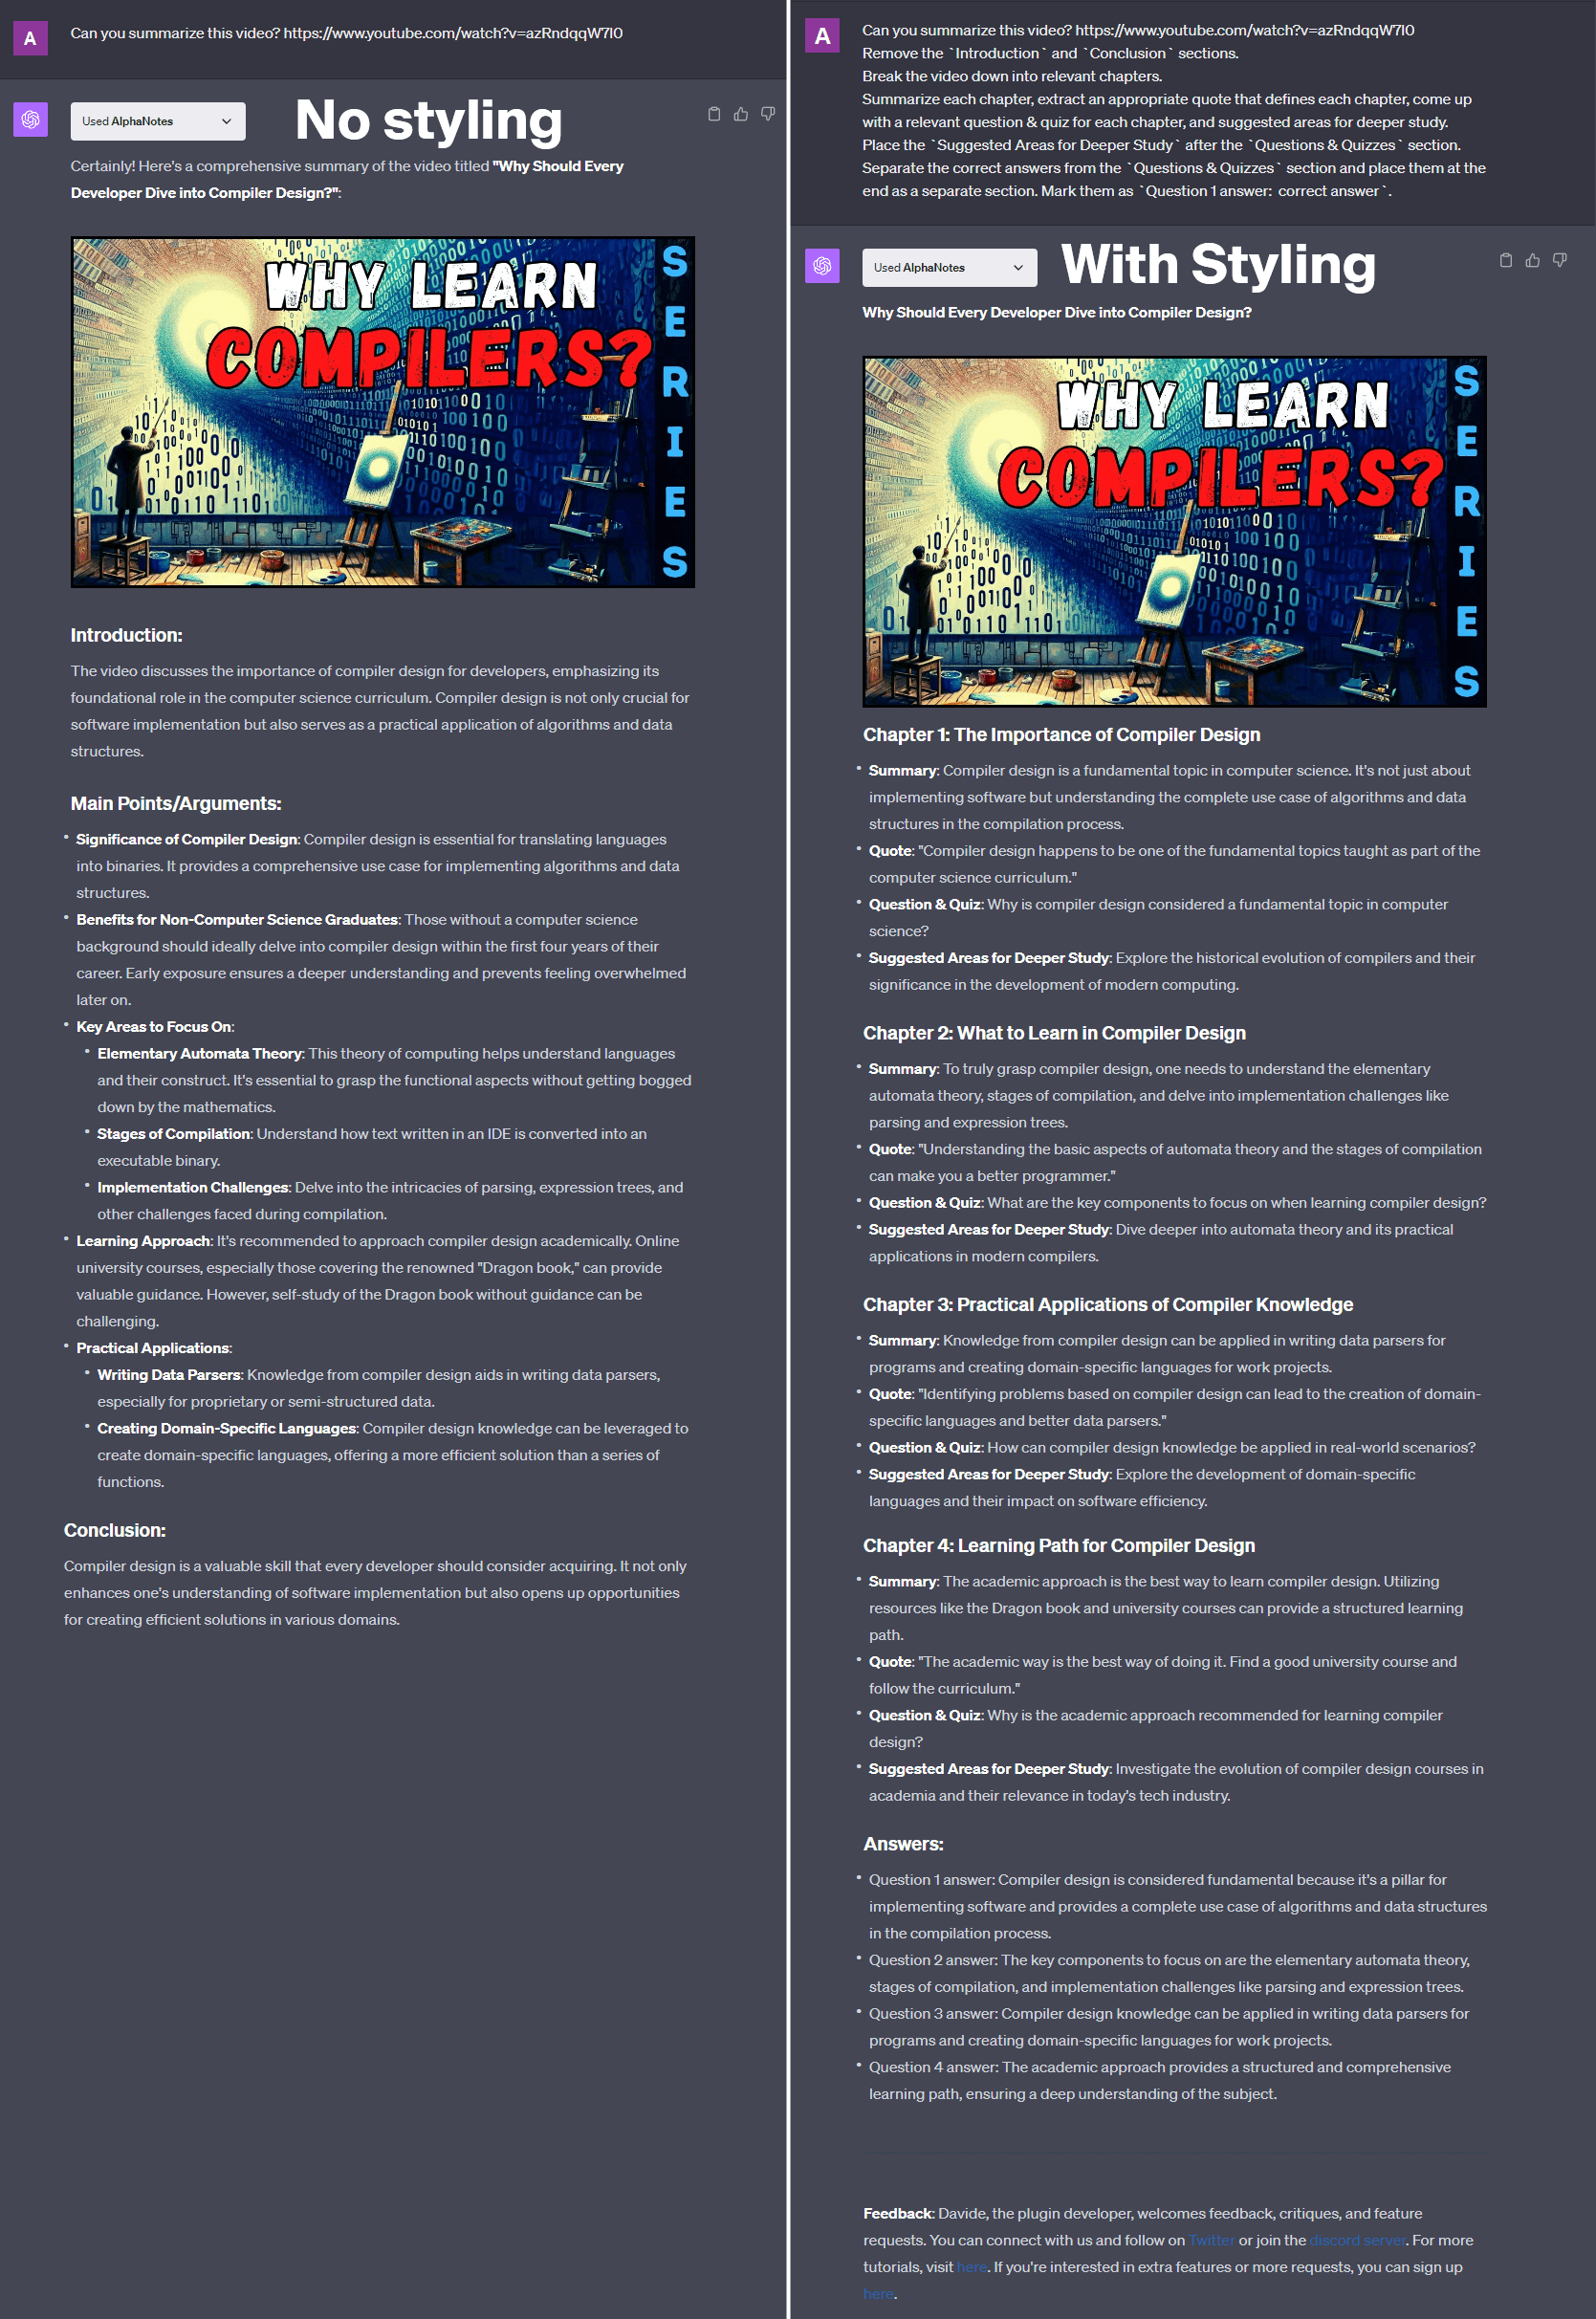 A
Can you summarize this video? https://www.youtube.com/watch?v=azRndqqW7l0
Used AlphaNotes
No styling
Certainly! Here's a comprehensive summary of the video titled "Why Should Every
Developer Dive into Compiler Design?":
WHY LEARN
COMPILERS?
SERIES
Introduction:
The video discusses the importance of compiler design for developers, emphasizing its
foundational role in the computer science curriculum. Compiler design is not only crucial for
software implementation but also serves as a practical application of algorithms and data
structures.
Main Points/Arguments:
• Significance of Compiler Design: Compiler design is essential for translating languages
into binaries. It provides a comprehensive use case for implementing algorithms and data
structures.
• Benefits for Non-Computer Science Graduates: Those without a computer science
background should ideally delve into compiler design within the first four years of their
career. Early exposure ensures a deeper understanding and prevents feeling overwhelmed
later on.
• Key Areas to Focus On:
• Elementary Automata Theory: This theory of computing helps understand languages
and their construct. It's essential to grasp the functional aspects without getting bogged
down by the mathematics.
• Stages of Compilation: Understand how text written in an IDE is converted into an
executable binary.
• Implementation Challenges: Delve into the intricacies of parsing, expression trees, and
other challenges faced during compilation.
• Learning Approach: It's recommended to approach compiler design academically. Online
university courses, especially those covering the renowned "Dragon book," can provide
valuable guidance. However, self-study of the Dragon book without guidance can be
challenging.
• Practical Applications:
• Writing Data Parsers: Knowledge from compiler design aids in writing data parsers,
especially for proprietary or semi-structured data.
• Creating Domain-Specific Languages: Compiler design knowledge can be leveraged to
create domain-specific languages, offering a more efficient solution than a series of
functions.
Conclusion:
Compiler design is a valuable skill that every developer should consider acquiring. It not only
enhances one's understanding of software implementation but also opens up opportunities
for creating efficient solutions in various domains.
A
Can you summarize this video? https://www.youtube.com/watch?v=azRndqqW7l0
Remove the `Introduction` and `Conclusion` sections.
Break the video down into relevant chapters.
Summarize each chapter, extract an appropriate quote that defines each chapter, come up
with a relevant question & quiz for each chapter, and suggested areas for deeper study.
Place the `Suggested Areas for Deeper Study` after the `Questions & Quizzes` section.
Separate the correct answers from the `Questions & Quizzes` section and place them at the
end as a separate section. Mark them as `Question 1 answer: correct answer`.
Used AlphaNotes
With Styling
Why Should Every Developer Dive into Compiler Design?
WHY LEARN
COMPILERS?
SERIES
Chapter 1: The Importance of Compiler Design
• Summary: Compiler design is a fundamental topic in computer science. It's not just about
implementing software but understanding the complete use case of algorithms and data
structures in the compilation process.
• Quote: "Compiler design happens to be one of the fundamental topics taught as part of the
computer science curriculum."
• Question & Quiz: Why is compiler design considered a fundamental topic in computer
science?
• Suggested Areas for Deeper Study: Explore the historical evolution of compilers and their
significance in the development of modern computing.
Chapter 2: What to Learn in Compiler Design
• Summary: To truly grasp compiler design, one needs to understand the elementary
automata theory, stages of compilation, and delve into implementation challenges like
parsing and expression trees.
• Quote: "Understanding the basic aspects of automata theory and the stages of compilation
can make you a better programmer."
• Question & Quiz: What are the key components to focus on when learning compiler design?
• Suggested Areas for Deeper Study: Dive deeper into automata theory and its practical
applications in modern compilers.
Chapter 3: Practical Applications of Compiler Knowledge
• Summary: Knowledge from compiler design can be applied in writing data parsers for
programs and creating domain-specific languages for work projects.
• Quote: "Identifying problems based on compiler design can lead to the creation of domain-
specific languages and better data parsers."
• Question & Quiz: How can compiler design knowledge be applied in real-world scenarios?
• Suggested Areas for Deeper Study: Explore the development of domain-specific
languages and their impact on software efficiency.
Chapter 4: Learning Path for Compiler Design
• Summary: The academic approach is the best way to learn compiler design. Utilizing
resources like the Dragon book and university courses can provide a structured learning
path.
• Quote: "The academic way is the best way of doing it. Find a good university course and
follow the curriculum."
• Question & Quiz: Why is the academic approach recommended for learning compiler
design?
• Suggested Areas for Deeper Study: Investigate the evolution of compiler design courses in
academia and their relevance in today's tech industry.
Answers:
• Question 1 answer: Compiler design is considered fundamental because it's a pillar for
implementing software and provides a complete use case of algorithms and data structures
in the compilation process.
• Question 2 answer: The key components to focus on are the elementary automata theory,
stages of compilation, and implementation challenges like parsing and expression trees.
• Question 3 answer: Compiler design knowledge can be applied in writing data parsers for
programs and creating domain-specific languages for work projects.
• Question 4 answer: The academic approach provides a structured and comprehensive
learning path, ensuring a deep understanding of the subject.
Feedback: Davide, the plugin developer, welcomes feedback, critiques, and feature
requests. You can connect with us and follow on Twitter or join the discord server. For more
tutorials, visit here. If you're interested in extra features or more requests, you can sign up
here.